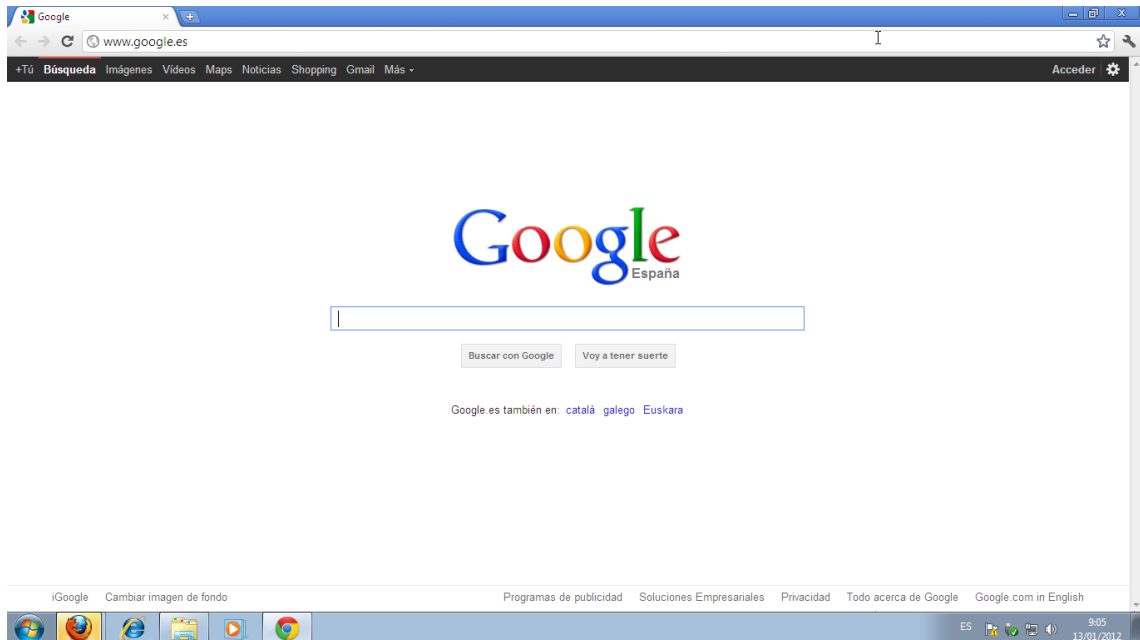 Google
www.google.es
+Tú Búsqueda Imágenes Vídeos Maps Noticias Shopping Gmail Más Acceder
Google
España
Buscar con Google Voy a tener suerte
Google.es también en: català galego Euskara
iGoogle Cambiar imagen de fondo Programas de publicidad Soluciones Empresariales Privacidad Todo acerca de Google Google.com in English
ES 9:05
13/01/2012